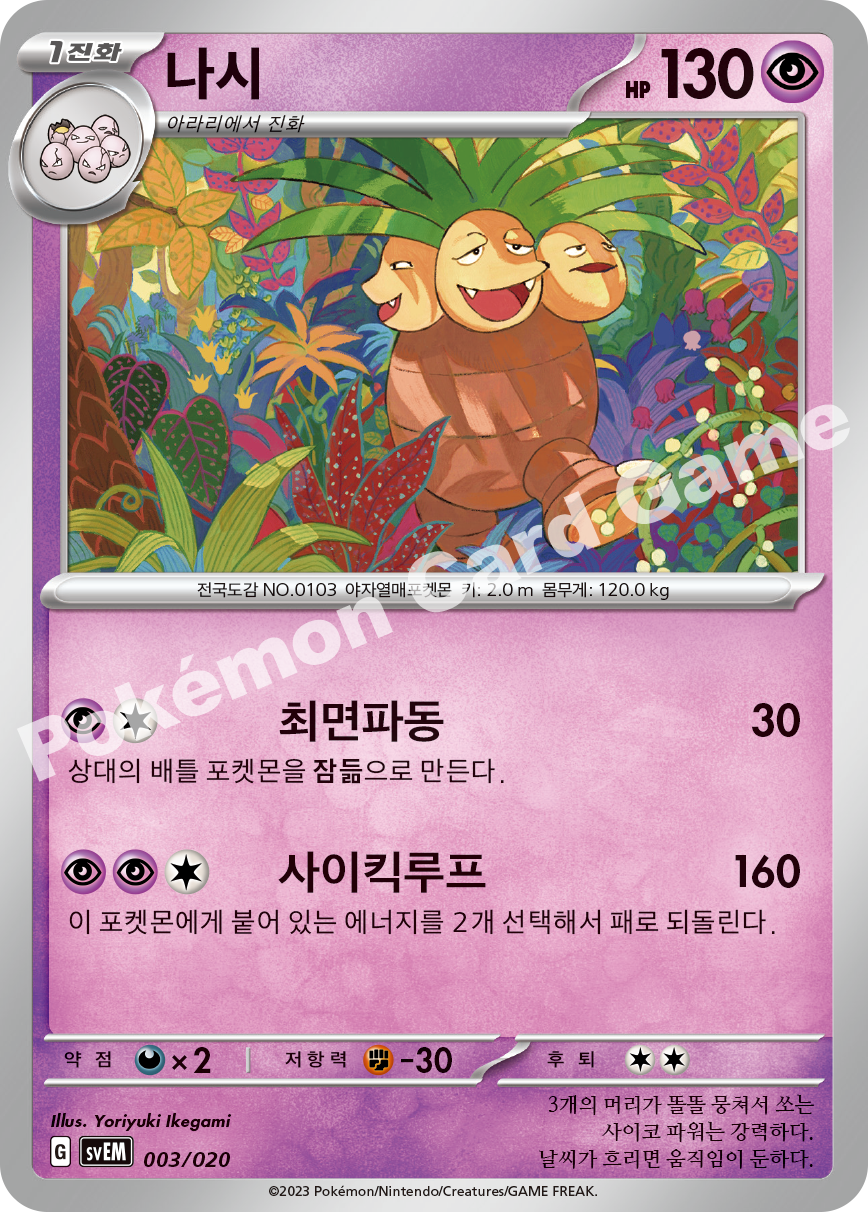 1진화
나시
HP 130
아라리에서 진화
전국도감 NO.0103 야자열매포켓몬 키: 2.0 m 몸무게: 120.0 kg
최면파동 30
상대의 배틀 포켓몬을 잠듦으로 만든다.
사이킥루프 160
이 포켓몬에게 붙어 있는 에너지를 2개 선택해서 패로 되돌린다.
약점 ×2 저항력 -30 후퇴
Illus. Yoriyuki Ikegami
G svEM 003/020
3개의 머리가 똘똘 뭉쳐서 쏘는
사이코 파워는 강력하다.
날씨가 흐리면 움직임이 둔하다.
©2023 Pokémon/Nintendo/Creatures/GAME FREAK.
Pokémon Card Game